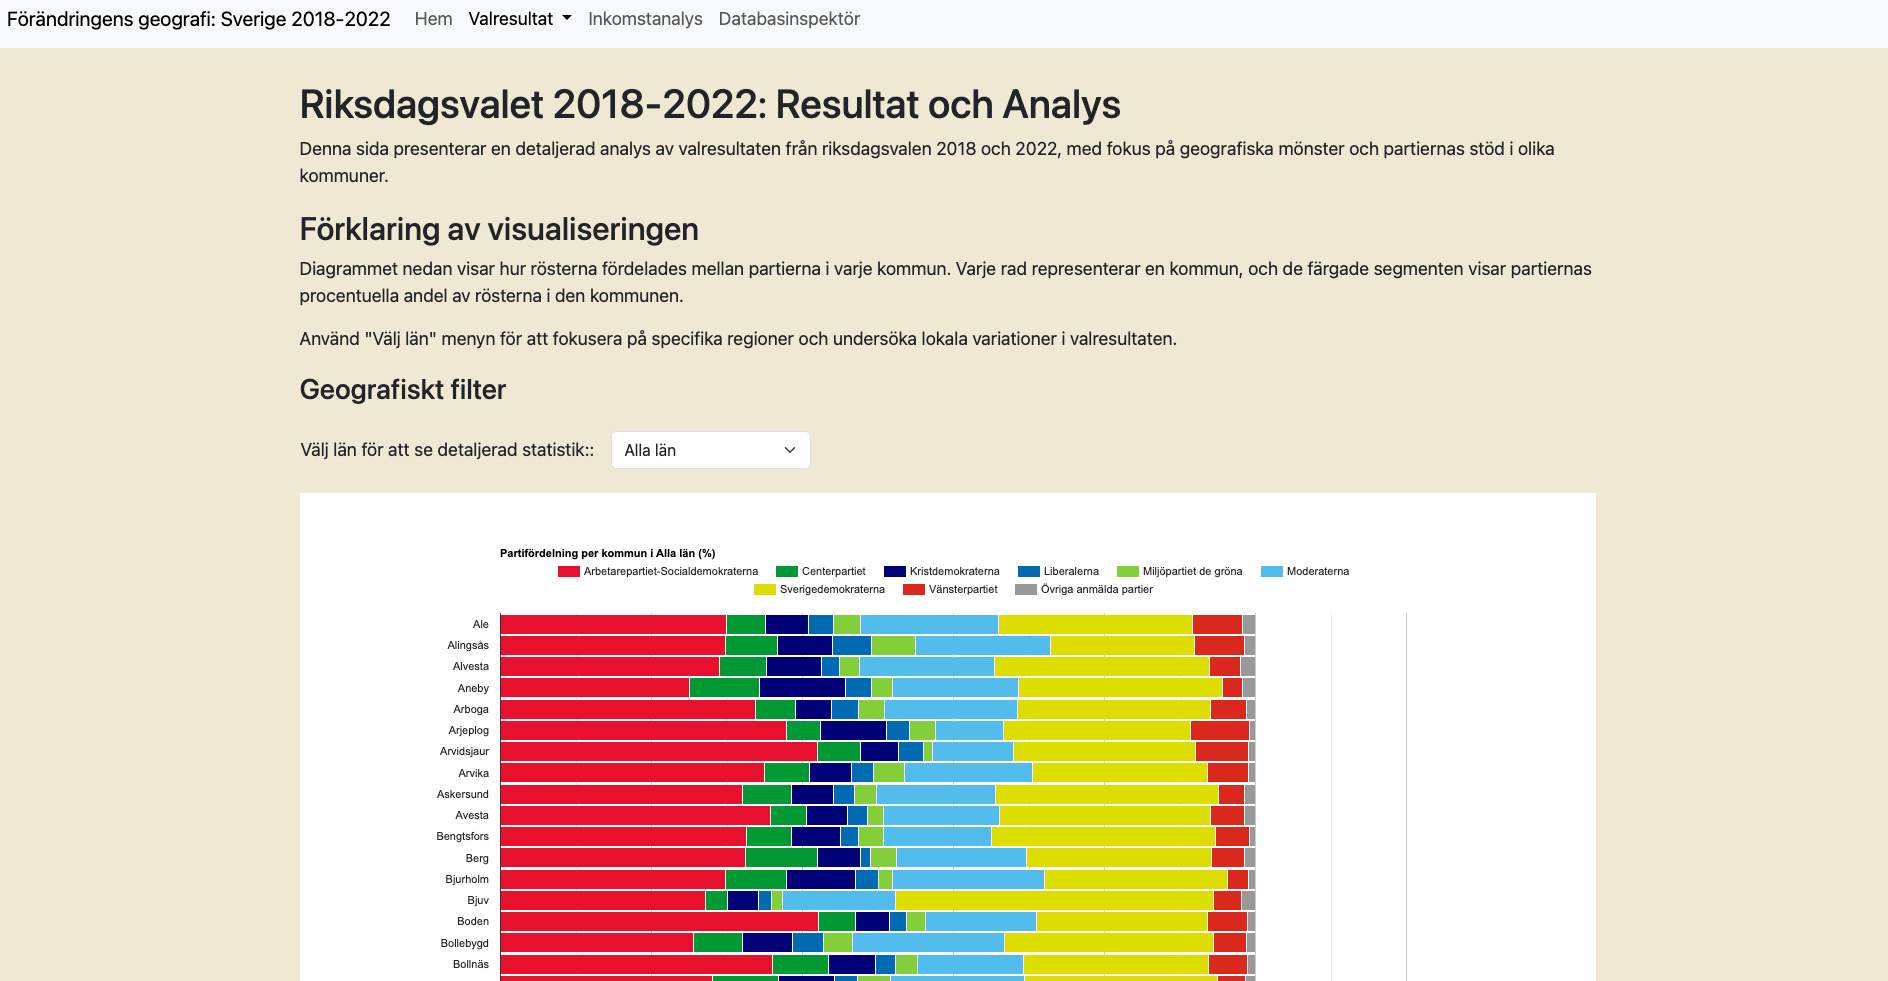 Förändringens geografi: Sverige 2018-2022 Hem Valresultat Inkomstanalys Databasinspektör
Riksdagsvalet 2018-2022: Resultat och Analys
Denna sida presenterar en detaljerad analys av valresultaten från riksdagsvalen 2018 och 2022, med fokus på geografiska mönster och partiernas stöd i olika
kommuner.
Förklaring av visualiseringen
Diagrammet nedan visar hur rösterna fördelades mellan partierna i varje kommun. Varje rad representerar en kommun, och de färgade segmenten visar partiernas
procentuella andel av rösterna i den kommunen.
Använd "Välj län" menyn för att fokusera på specifika regioner och undersöka lokala variationer i valresultaten.
Geografiskt filter
Välj län för att se detaljerad statistik:: Alla län
Partifördelning per kommun i Alla län (%)
Arbetarepartiet-Socialdemokraterna Centerpartiet Kristdemokraterna Liberalerna Miljöpartiet de gröna Moderaterna
Sverigedemokraterna Vänsterpartiet Övriga anmälda partier
Ale
Alingsås
Alvesta
Aneby
Arboga
Arjeplog
Arvidsjaur
Arvika
Askersund
Avesta
Bengtsfors
Berg
Bjurholm
Bjuv
Boden
Bollebygd
Bollnäs